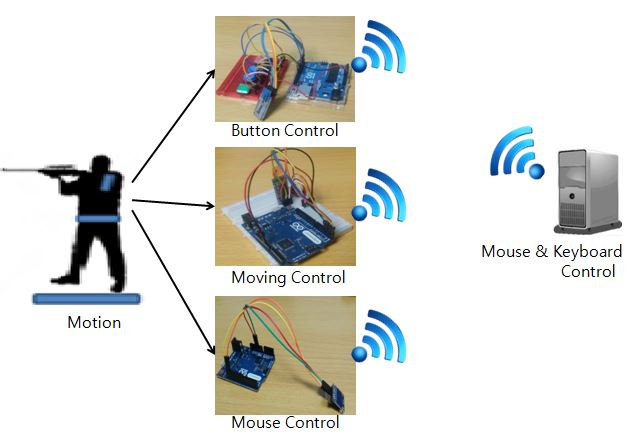 Button Control
Moving Control
Mouse & Keyboard
Control
Motion
Mouse Control